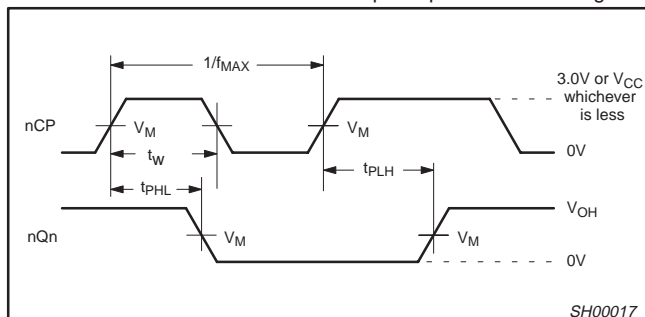 1/fMAX
3.0V or VCC
whichever
is less
nCP
VM
VM
tW
0V
tPHL
tPLH
VOH
nQn
VM
VM
0V
SH00017